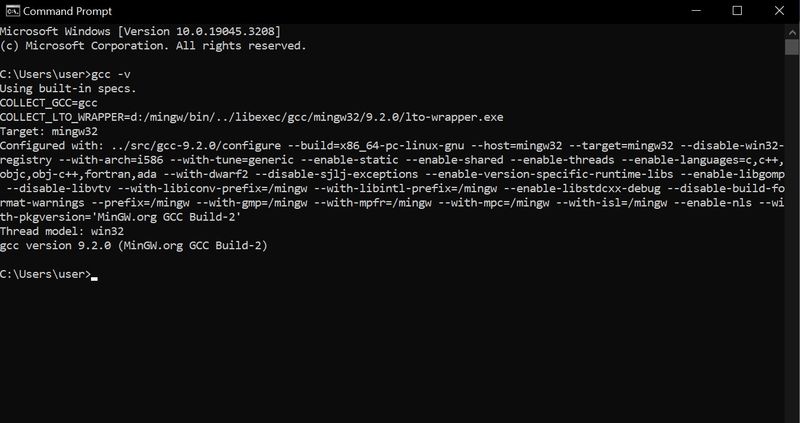 Command Prompt
Microsoft Windows [Version 10.0.19045.3208]
(c) Microsoft Corporation. All rights reserved.
C:\Users\user>gcc -v
Using built-in specs.
COLLECT_GCC=gcc
COLLECT_LTO_WRAPPER=d:/mingw/bin/../libexec/gcc/mingw32/9.2.0/lto-wrapper.exe
Target: mingw32
Configured with: ../src/gcc-9.2.0/configure --build=x86_64-pc-linux-gnu --host=mingw32 --target=mingw32 --disable-win32-
registry --with-arch=i586 --with-tune=generic --enable-static --enable-shared --enable-threads --enable-languages=c,c++,
objc,obj-c++,fortran,ada --with-dwarf2 --disable-sjlj-exceptions --enable-version-specific-runtime-libs --enable-libgomp
 --disable-libvtv --with-libiconv-prefix=/mingw --with-libintl-prefix=/mingw --enable-libstdcxx-debug --disable-build-fo
rmat-warnings --prefix=/mingw --with-gmp=/mingw --with-mpfr=/mingw --with-mpc=/mingw --with-isl=/mingw --enable-nls --wi
th-pkgversion='MinGW.org GCC Build-2'
Thread model: win32
gcc version 9.2.0 (MinGW.org GCC Build-2)
C:\Users\user>